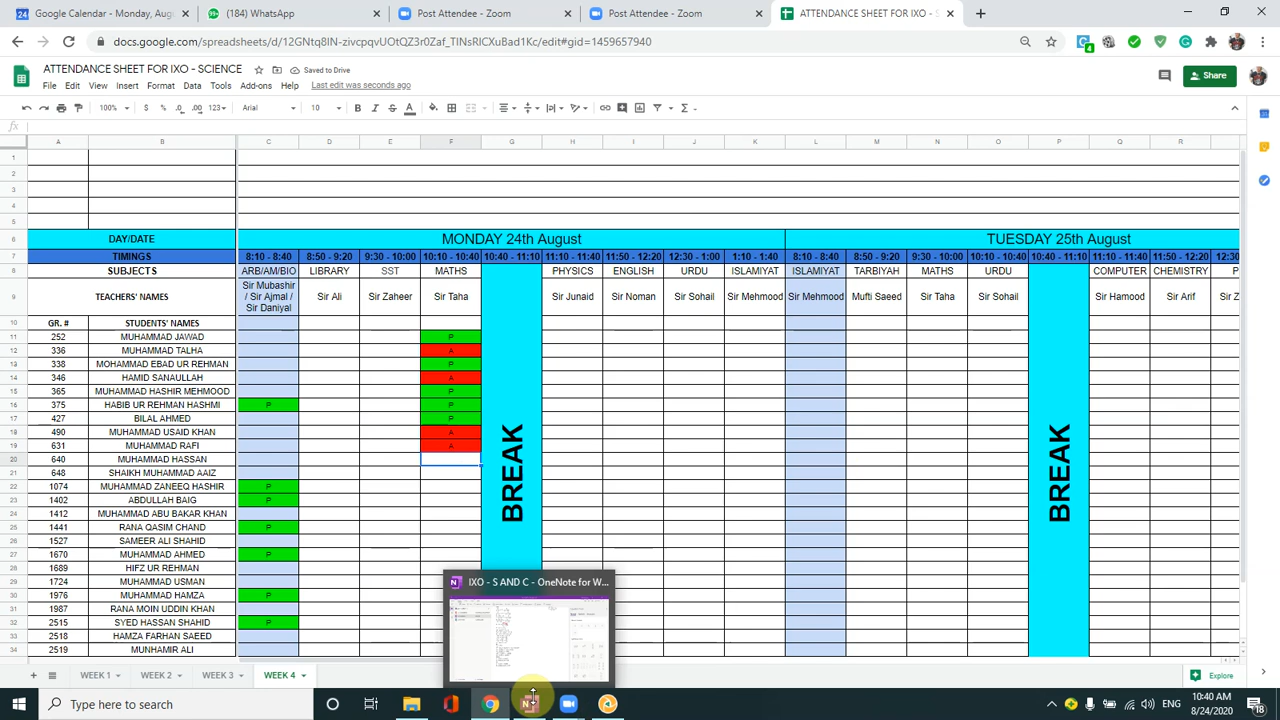 Google Calendar - Monday, Augu
(184) WhatsApp
Post Attendee - Zoom
Post Attendee - Zoom
ATTENDANCE SHEET FOR IXO - S
docs.google.com/spreadsheets/d/12GNtq8IN-zivcpqvUOtQZ3r0Zaf_TINsRICXuBad1Kc/edit#gid=1459657940
ATTENDANCE SHEET FOR IXO - SCIENCE
Saved to Drive
File Edit View Insert Format Data Tools Add-ons Help
Last edit was seconds ago
Share
100% $ % .0 .00 123 Arial 10 B I S A
fx
A B C D E F G H I J K L M N O P Q R
DAY/DATE MONDAY 24th August TUESDAY 25th August
TIMINGS 8:10 - 8:40 8:50 - 9:20 9:30 - 10:00 10:10 - 10:40 10:40 - 11:10 11:10 - 11:40 11:50 - 12:20 12:30 - 1:00 1:10 - 1:40 8:10 - 8:40 8:50 - 9:20 9:30 - 10:00 10:10 - 10:40 10:40 - 11:10 11:10 - 11:40 11:50 - 12:20 12:30
SUBJECTS ARB/AM/BIO LIBRARY SST MATHS PHYSICS ENGLISH URDU ISLAMIYAT ISLAMIYAT TARBIYAH MATHS URDU COMPUTER CHEMISTRY P
TEACHERS' NAMES Sir Mubashir / Sir Ajmal / Sir Daniyal Sir Ali Sir Zaheer Sir Taha Sir Junaid Sir Noman Sir Sohail Sir Mehmood Sir Mehmood Mufti Saeed Sir Taha Sir Sohail Sir Hamood Sir Arif Sir Z
GR. # STUDENTS' NAMES
252 MUHAMMAD JAWAD P
336 MUHAMMAD TALHA A
338 MOHAMMAD EBAD UR REHMAN P
346 HAMID SANAULLAH A
365 MUHAMMAD HASHIR MEHMOOD P
375 HABIB UR REHMAN HASHMI P P
427 BILAL AHMED P
490 MUHAMMAD USAID KHAN A
631 MUHAMMAD RAFI A
640 MUHAMMAD HASSAN
648 SHAIKH MUHAMMAD AAIZ
1074 MUHAMMAD ZANEEQ HASHIR P
1402 ABDULLAH BAIG P
1412 MUHAMMAD ABU BAKAR KHAN
1441 RANA QASIM CHAND P
1527 SAMEER ALI SHAHID
1670 MUHAMMAD AHMED P
1689 HIFZ UR REHMAN
1724 MUHAMMAD USMAN
1976 MUHAMMAD HAMMAD P
1987 RANA MOIN UDDIN KHAN
2515 SYED HASSAN SHAHID P
2518 HAMZA FARHAN SAEED
2519 MUNHAMIR ALI
BREAK
BREAK
IXO - S AND C - OneNote for W...
WEEK 1 WEEK 2 WEEK 3 WEEK 4
Explore
Type here to search
ENG
10:40 AM
8/24/2020
18